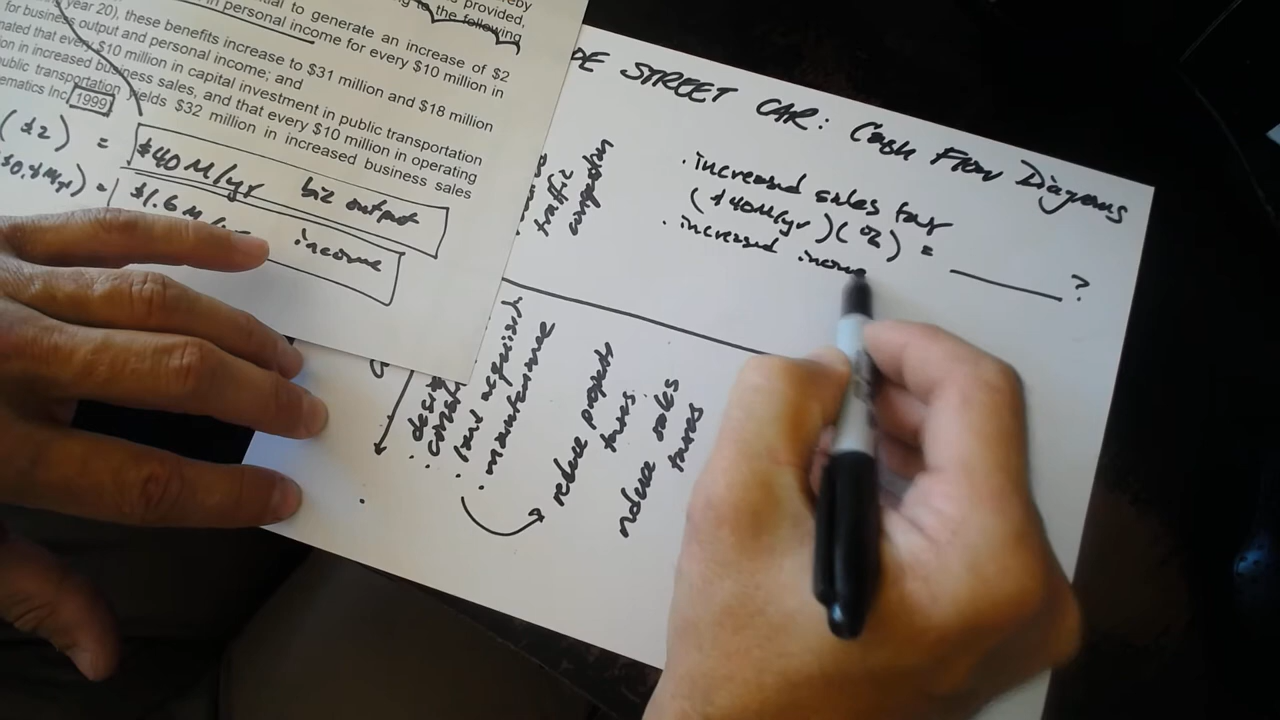 provided,
to the following
ial to generate an increase of $2
in personal income for every $10 million in
year 20), these benefits increase to $31 million and $18 million
for business output and personal income; and
mated that every $10 million in capital investment in public transportation
on in increased business sales, and that every $10 million in operating
ublic transportation yields $32 million in increased business sales
ematics Inc 1999
($2) = $40 M/yr biz output
= $1.6 M/yr income
DE STREET CAR: Cash Flow Diagrams
traffic
congestion
. increased sales tax
($40M/yr)(%) = ?
. increased income
. land acquisition
. maintenance
reduce property
taxes
reduce sales
taxes